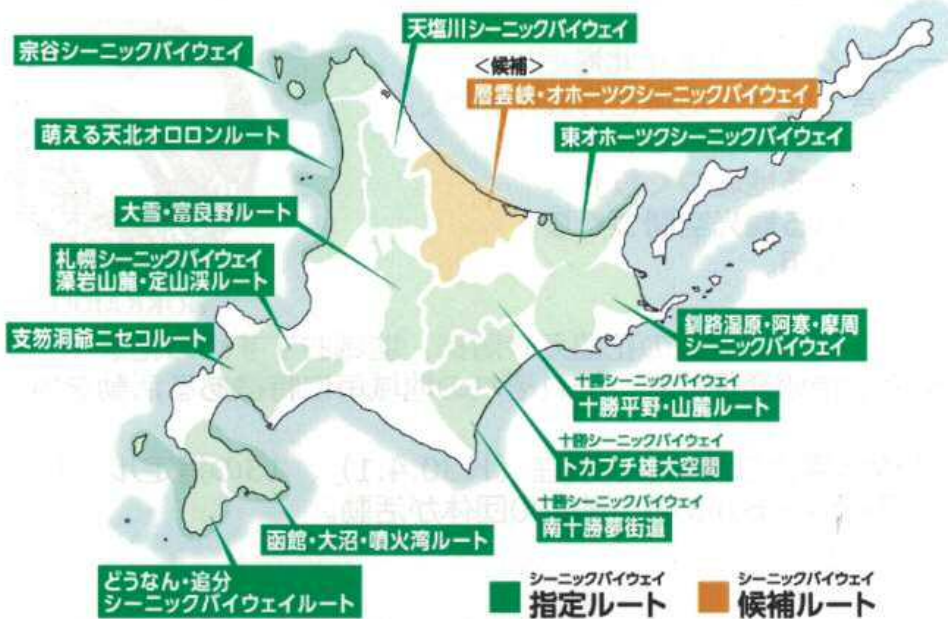 天塩川シーニックバイウェイ
宗谷シーニックバイウェイ
<候補>
層雲峡・オホーツクシーニックバイウェイ
萌える天北オロロンルート
東オホーツクシーニックバイウェイ
大雪・富良野ルート
札幌シーニックバイウェイ
藻岩山麓・定山渓ルート
支笏洞爺ニセコルート
釧路湿原・阿寒・摩周
シーニックバイウェイ
十勝シーニックバイウェイ
十勝平野・山麓ルート
十勝シーニックバイウェイ
トカプチ雄大空間
十勝シーニックバイウェイ
南十勝夢街道
函館・大沼・噴火湾ルート
どうなん・追分
シーニックバイウェイルート
シーニックバイウェイ
指定ルート
シーニックバイウェイ
候補ルート